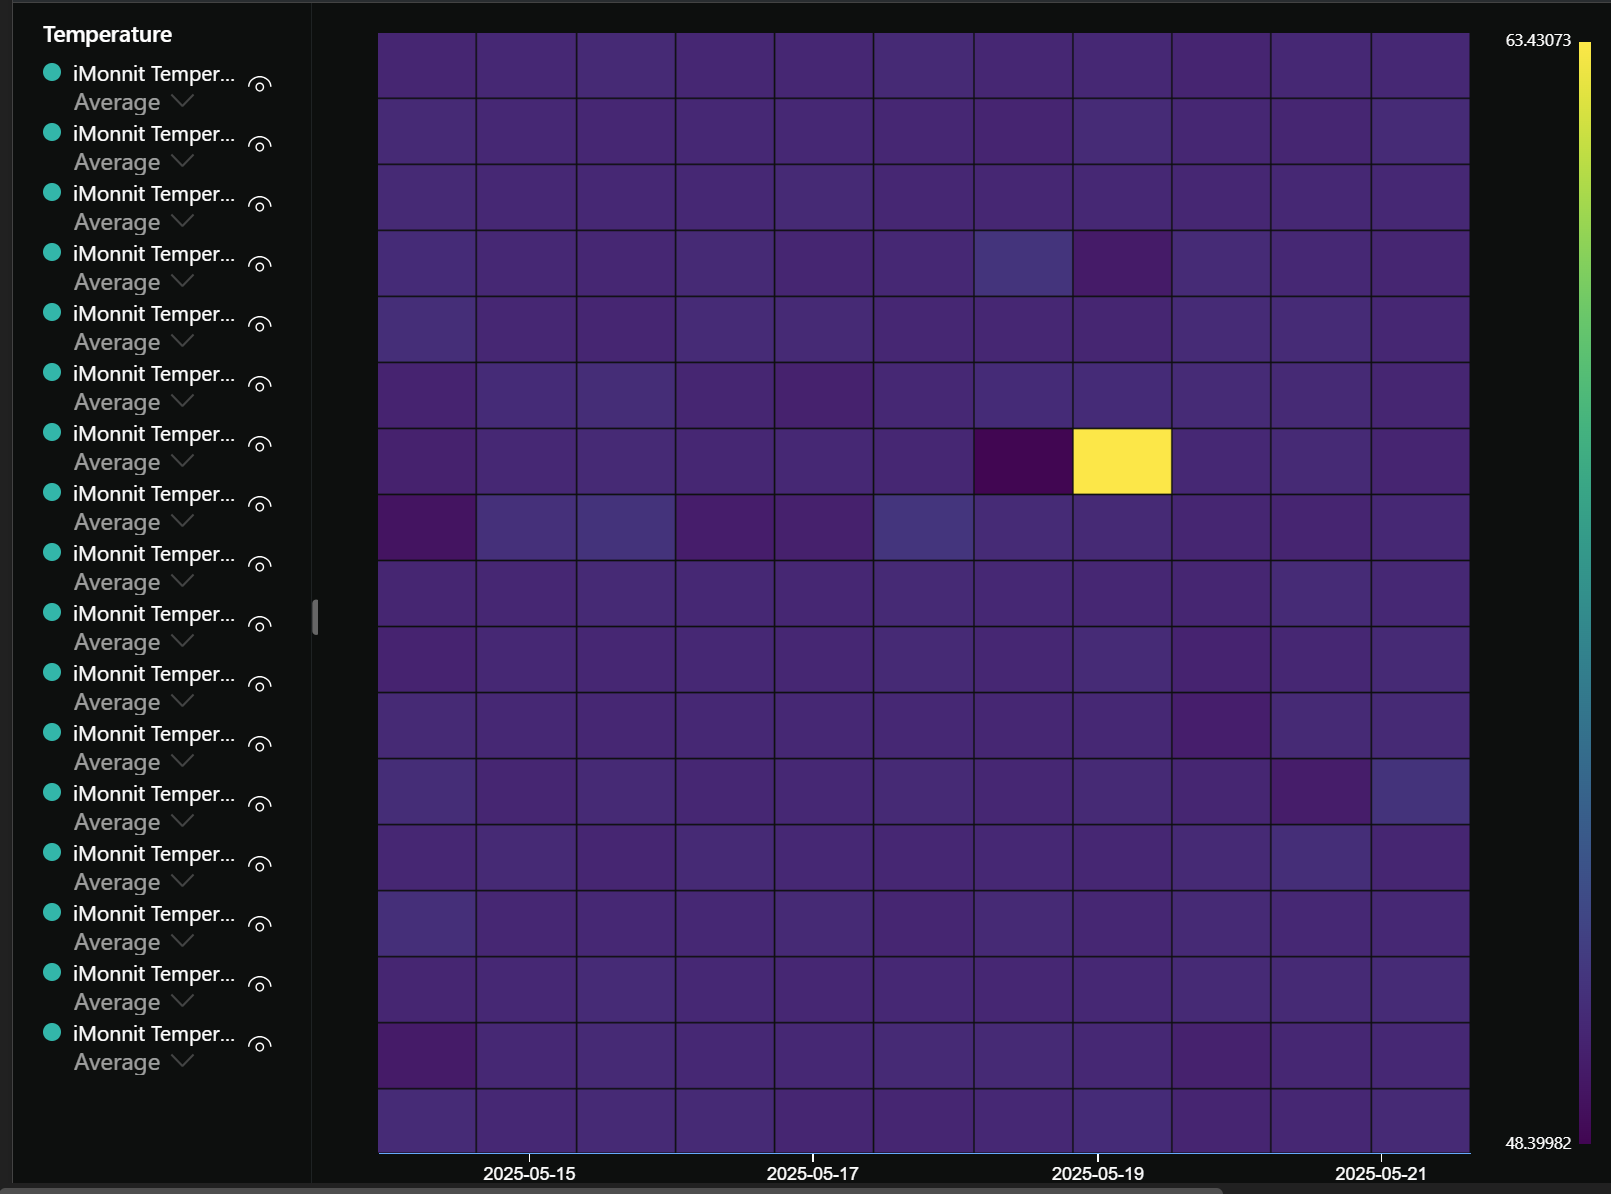 Temperature
iMonnit Temper...
Average
iMonnit Temper...
Average
iMonnit Temper...
Average
iMonnit Temper...
Average
iMonnit Temper...
Average
iMonnit Temper...
Average
iMonnit Temper...
Average
iMonnit Temper...
Average
iMonnit Temper...
Average
iMonnit Temper...
Average
iMonnit Temper...
Average
iMonnit Temper...
Average
iMonnit Temper...
Average
iMonnit Temper...
Average
iMonnit Temper...
Average
iMonnit Temper...
Average
iMonnit Temper...
Average
63.43073
48.39982
2025-05-15
2025-05-17
2025-05-19
2025-05-21